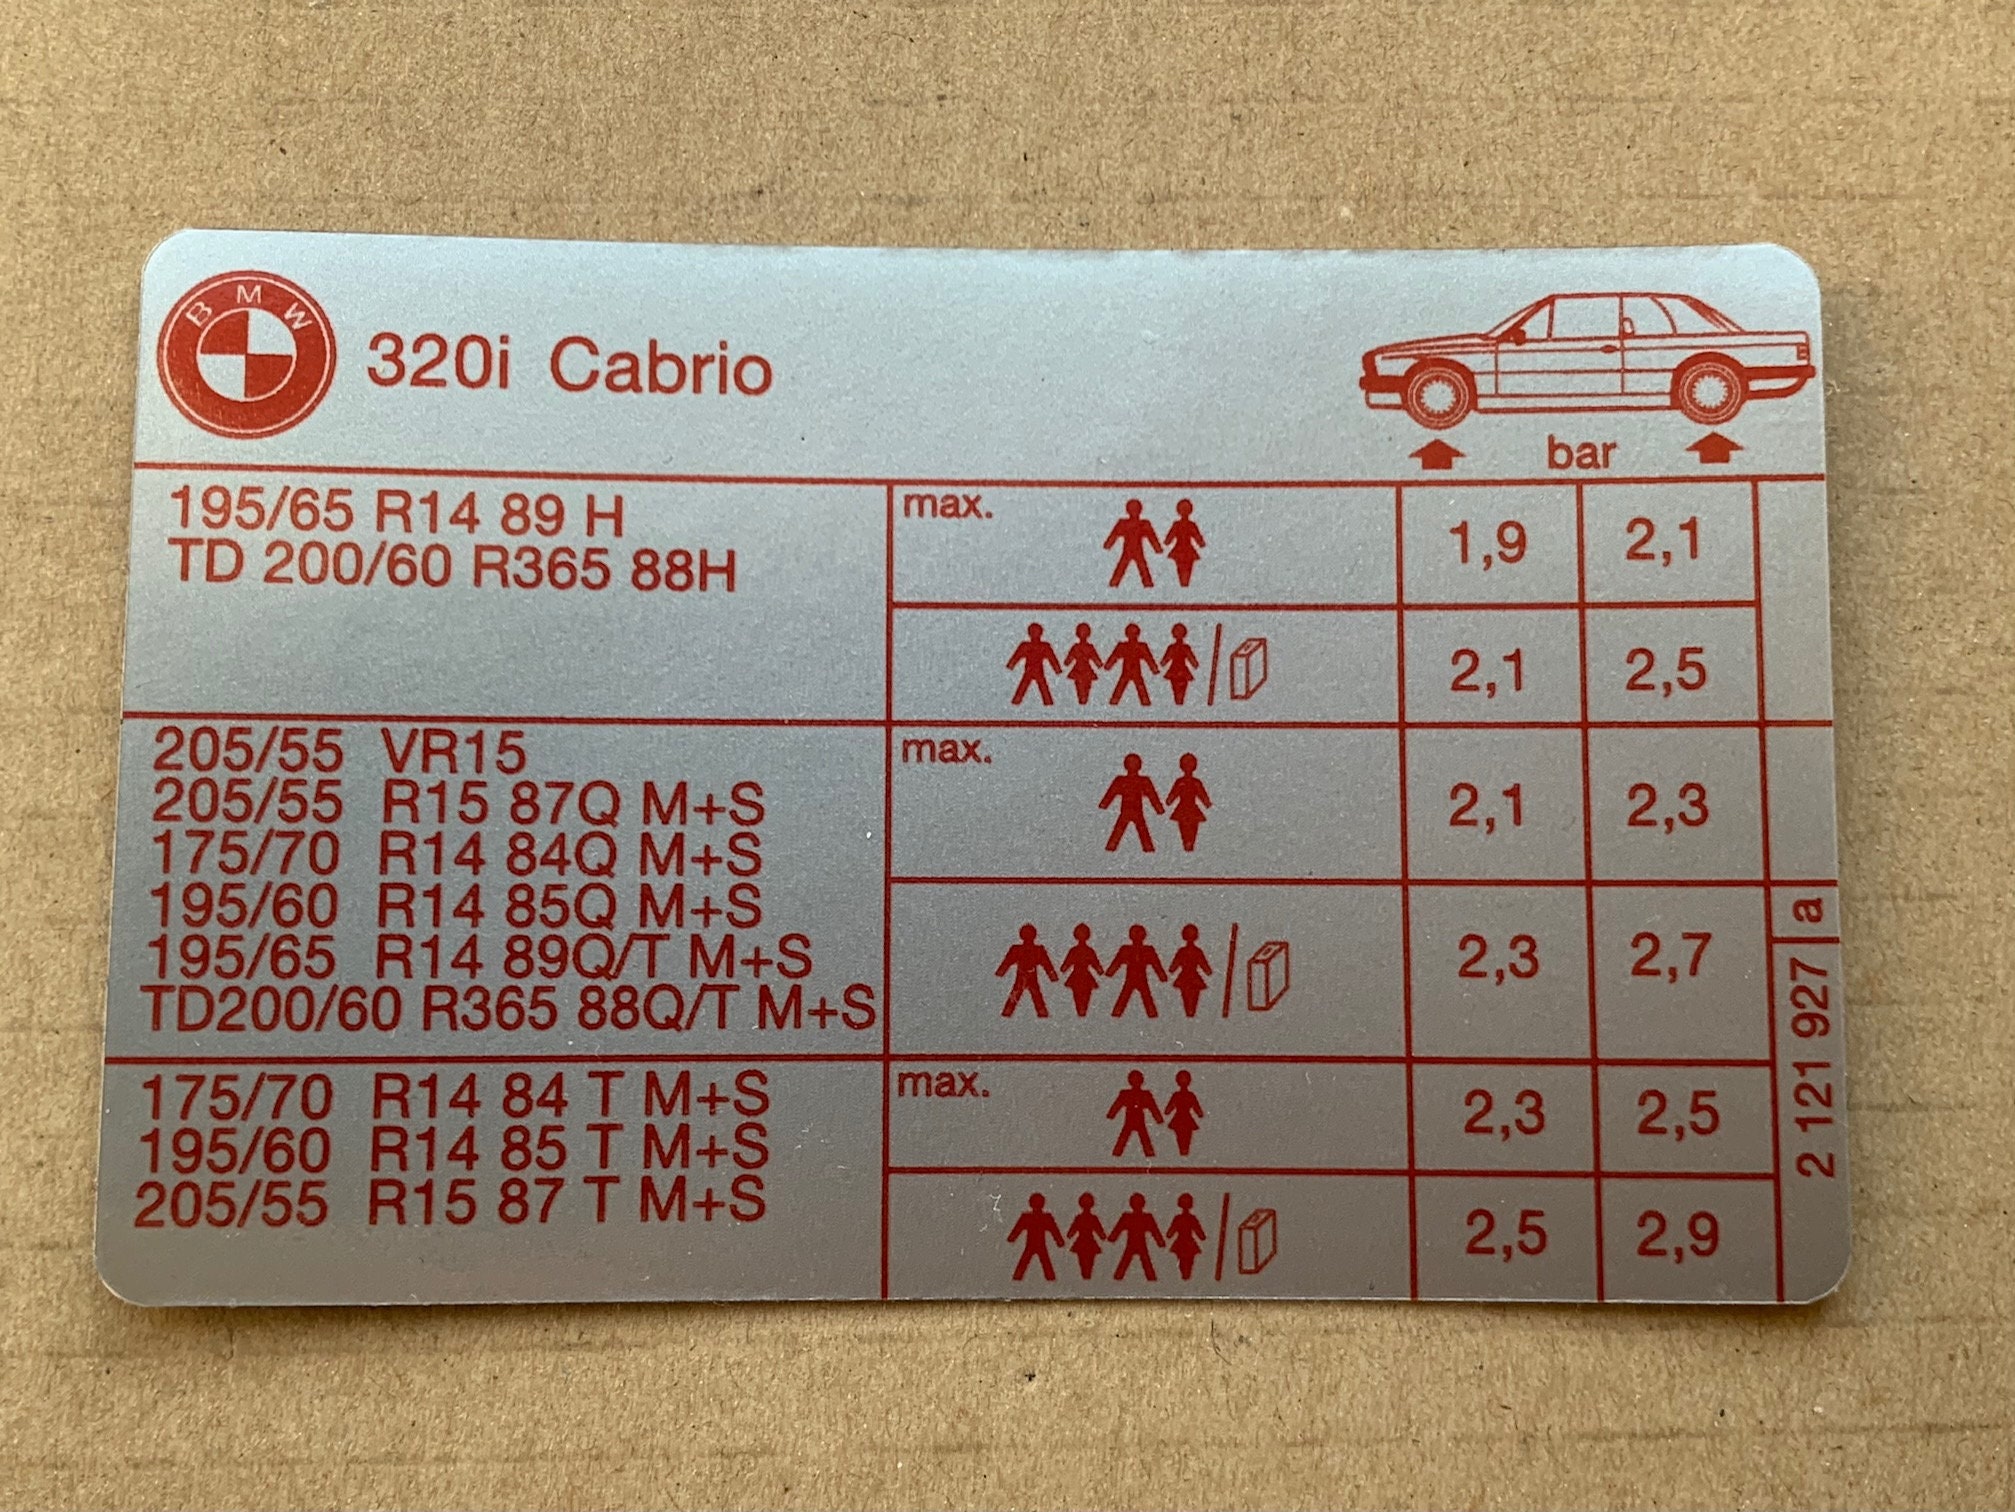 BMW
320i Cabrio
bar
195/65 R14 89 H
TD 200/60 R365 88H
max.
1,9
2,1
2,1
2,5
205/55 VR15
205/55 R15 87Q M+S
175/70 R14 84Q M+S
195/60 R14 85Q M+S
195/65 R14 89Q/T M+S
TD200/60 R365 88Q/T M+S
max.
2,1
2,3
2,3
2,7
175/70 R14 84 T M+S
195/60 R14 85 T M+S
205/55 R15 87 T M+S
max.
2,3
2,5
2,5
2,9
2 121 927 a